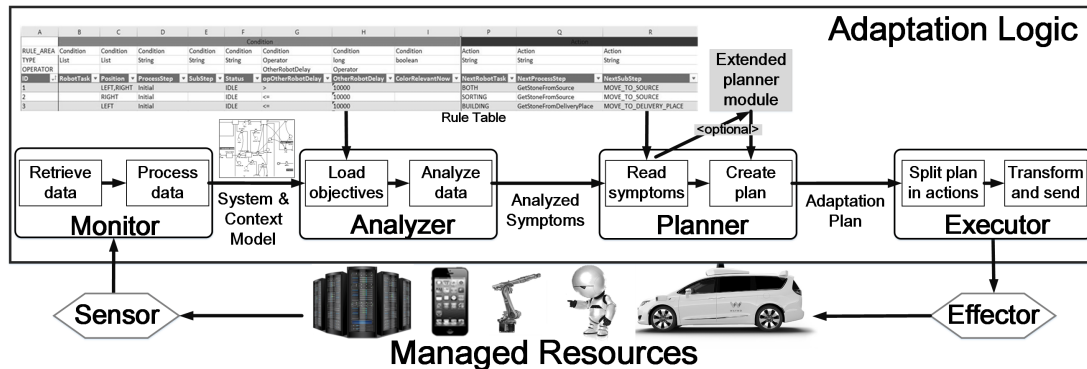 Adaptation Logic
A B C D E F G H I P Q R
Condition Action
RULE_AREA Condition Condition Condition Condition Condition Condition Condition Condition Action Action Action
TYPE List List String String String Operator long boolean String String String
OPERATOR OtherRobotDelay Operator
ID RobotTask Position ProcessStep SubStep Status opOtherRobotDelay OtherRobotDelay ColorRelevantNow NextRobotTask NextProcessStep NextSubStep
1 LEFT,RIGHT Initial IDLE > 10000 BOTH GetStoneFromSource MOVE_TO_SOURCE
2 RIGHT Initial IDLE <= 10000 SORTING GetStoneFromSource MOVE_TO_SOURCE
3 LEFT Initial IDLE <= 10000 BUILDING GetStoneFromDeliveryPlace MOVE_TO_DELIVERY_PLACE
Rule Table
Extended
planner
module
<optional>
Retrieve
data
Process
data
Monitor
System &
Context
Model
Load
objectives
Analyze
data
Analyzer
Analyzed
Symptoms
Read
symptoms
Create
plan
Planner
Adaptation
Plan
Split plan
in actions
Transform
and send
Executor
Sensor
Effector
Managed Resources